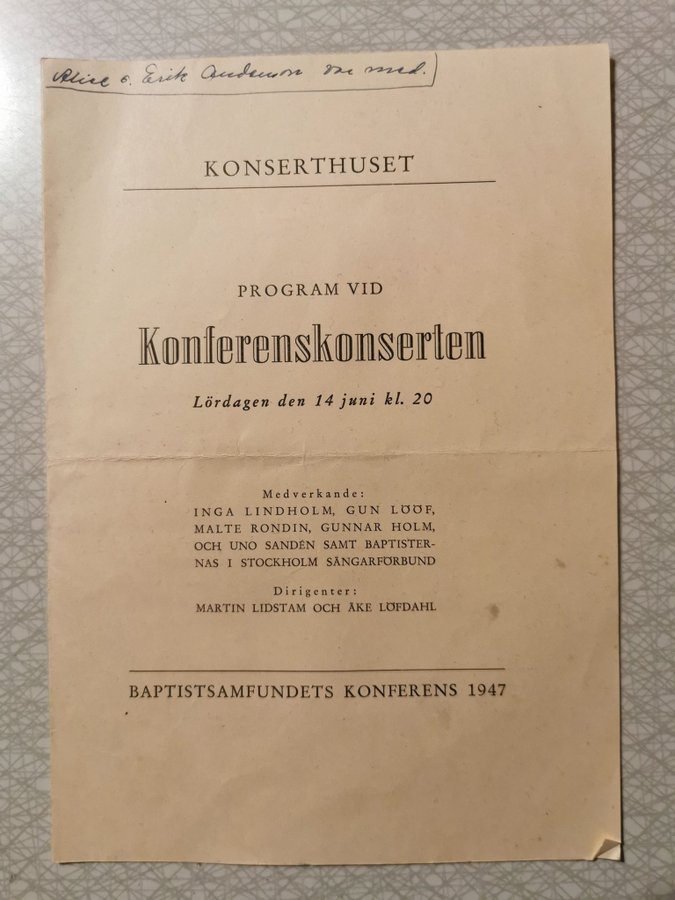 Alice o. Erik Anderson var med.
KONSERTHUSET
PROGRAM VID
Konferenskonserten
Lördagen den 14 juni kl. 20
Medverkande:
INGA LINDHOLM, GUN LÖÖF,
MALTE RONDIN, GUNNAR HOLM,
OCH UNO SANDÉN SAMT BAPTISTER-
NAS I STOCKHOLM SÅNGARFÖRBUND
Dirigenter:
MARTIN LIDSTAM OCH ÅKE LÖFDAHL
BAPTISTSAMFUNDETS KONFERENS 1947